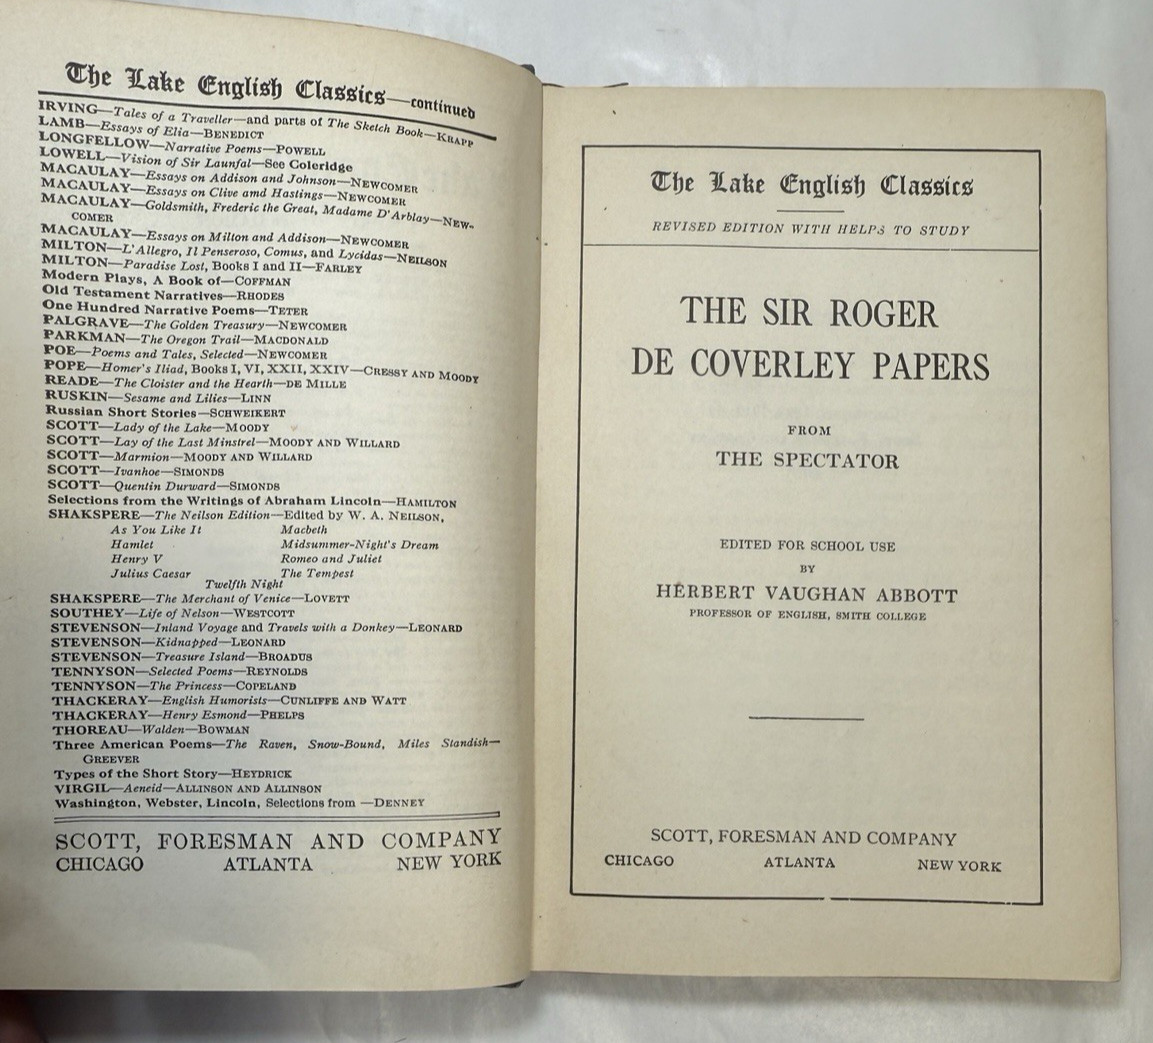 The Lake English Classics—continued
IRVING—Tales of a Traveller—and parts of The Sketch Book—KRAPP
LAMB—Essays of Elia—BENEDICT
LONGFELLOW—Narrative Poems—POWELL
LOWELL—Vision of Sir Launfal—See Coleridge
MACAULAY—Essays on Addison and Johnson—NEWCOMER
MACAULAY—Essays on Clive and Hastings—NEWCOMER
MACAULAY—Goldsmith, Frederic the Great, Madame D'Arblay—NEW-
COMER
MACAULAY—Essays on Milton and Addison—NEWCOMER
MILTON—L'Allegro, Il Penseroso, Comus, and Lycidas—NEILSON
MILTON—Paradise Lost, Books I and II—FARLEY
Modern Plays, A Book of—COFFMAN
Old Testament Narratives—RHODES
One Hundred Narrative Poems—TETER
PALGRAVE—The Golden Treasury—NEWCOMER
PARKMAN—The Oregon Trail—MACDONALD
POE—Poems and Tales, Selected—NEWCOMER
POPE—Homer's Iliad, Books I, VI, XXII, XXIV—CRESSY AND MOODY
READE—The Cloister and the Hearth—DE MILLE
RUSKIN—Sesame and Lilies—LINN
Russian Short Stories—SCHWEIKERT
SCOTT—Lady of the Lake—MOODY
SCOTT—Lay of the Last Minstrel—MOODY AND WILLARD
SCOTT—Marmion—MOODY AND WILLARD
SCOTT—Ivanhoe—SIMONDS
SCOTT—Quentin Durward—SIMONDS
Selections from the Writings of Abraham Lincoln—HAMILTON
SHAKSPERE—The Neilson Edition—Edited by W. A. NEILSON,
As You Like It Macbeth
Hamlet Midsummer-Night's Dream
Henry V Romeo and Juliet
Julius Caesar The Tempest
Twelfth Night
SHAKSPERE—The Merchant of Venice—LOVETT
SOUTHEY—Life of Nelson—WESTCOTT
STEVENSON—Inland Voyage and Travels with a Donkey—LEONARD
STEVENSON—Kidnapped—LEONARD
STEVENSON—Treasure Island—BROADUS
TENNYSON—Selected Poems—REYNOLDS
TENNYSON—The Princess—COPELAND
THACKERAY—English Humorists—CUNLIFFE AND WATT
THACKERAY—Henry Esmond—PHELPS
THOREAU—Walden—BOWMAN
Three American Poems—The Raven, Snow-Bound, Miles Standish—
GREEVER
Types of the Short Story—HEYDRICK
VIRGIL—Aeneid—ALLINSON AND ALLINSON
Washington, Webster, Lincoln, Selections from —DENNEY
SCOTT, FORESMAN AND COMPANY
CHICAGO ATLANTA NEW YORK
The Lake English Classics
REVISED EDITION WITH HELPS TO STUDY
THE SIR ROGER
DE COVERLEY PAPERS
FROM
THE SPECTATOR
EDITED FOR SCHOOL USE
BY
HERBERT VAUGHAN ABBOTT
PROFESSOR OF ENGLISH, SMITH COLLEGE
SCOTT, FORESMAN AND COMPANY
CHICAGO ATLANTA NEW YORK